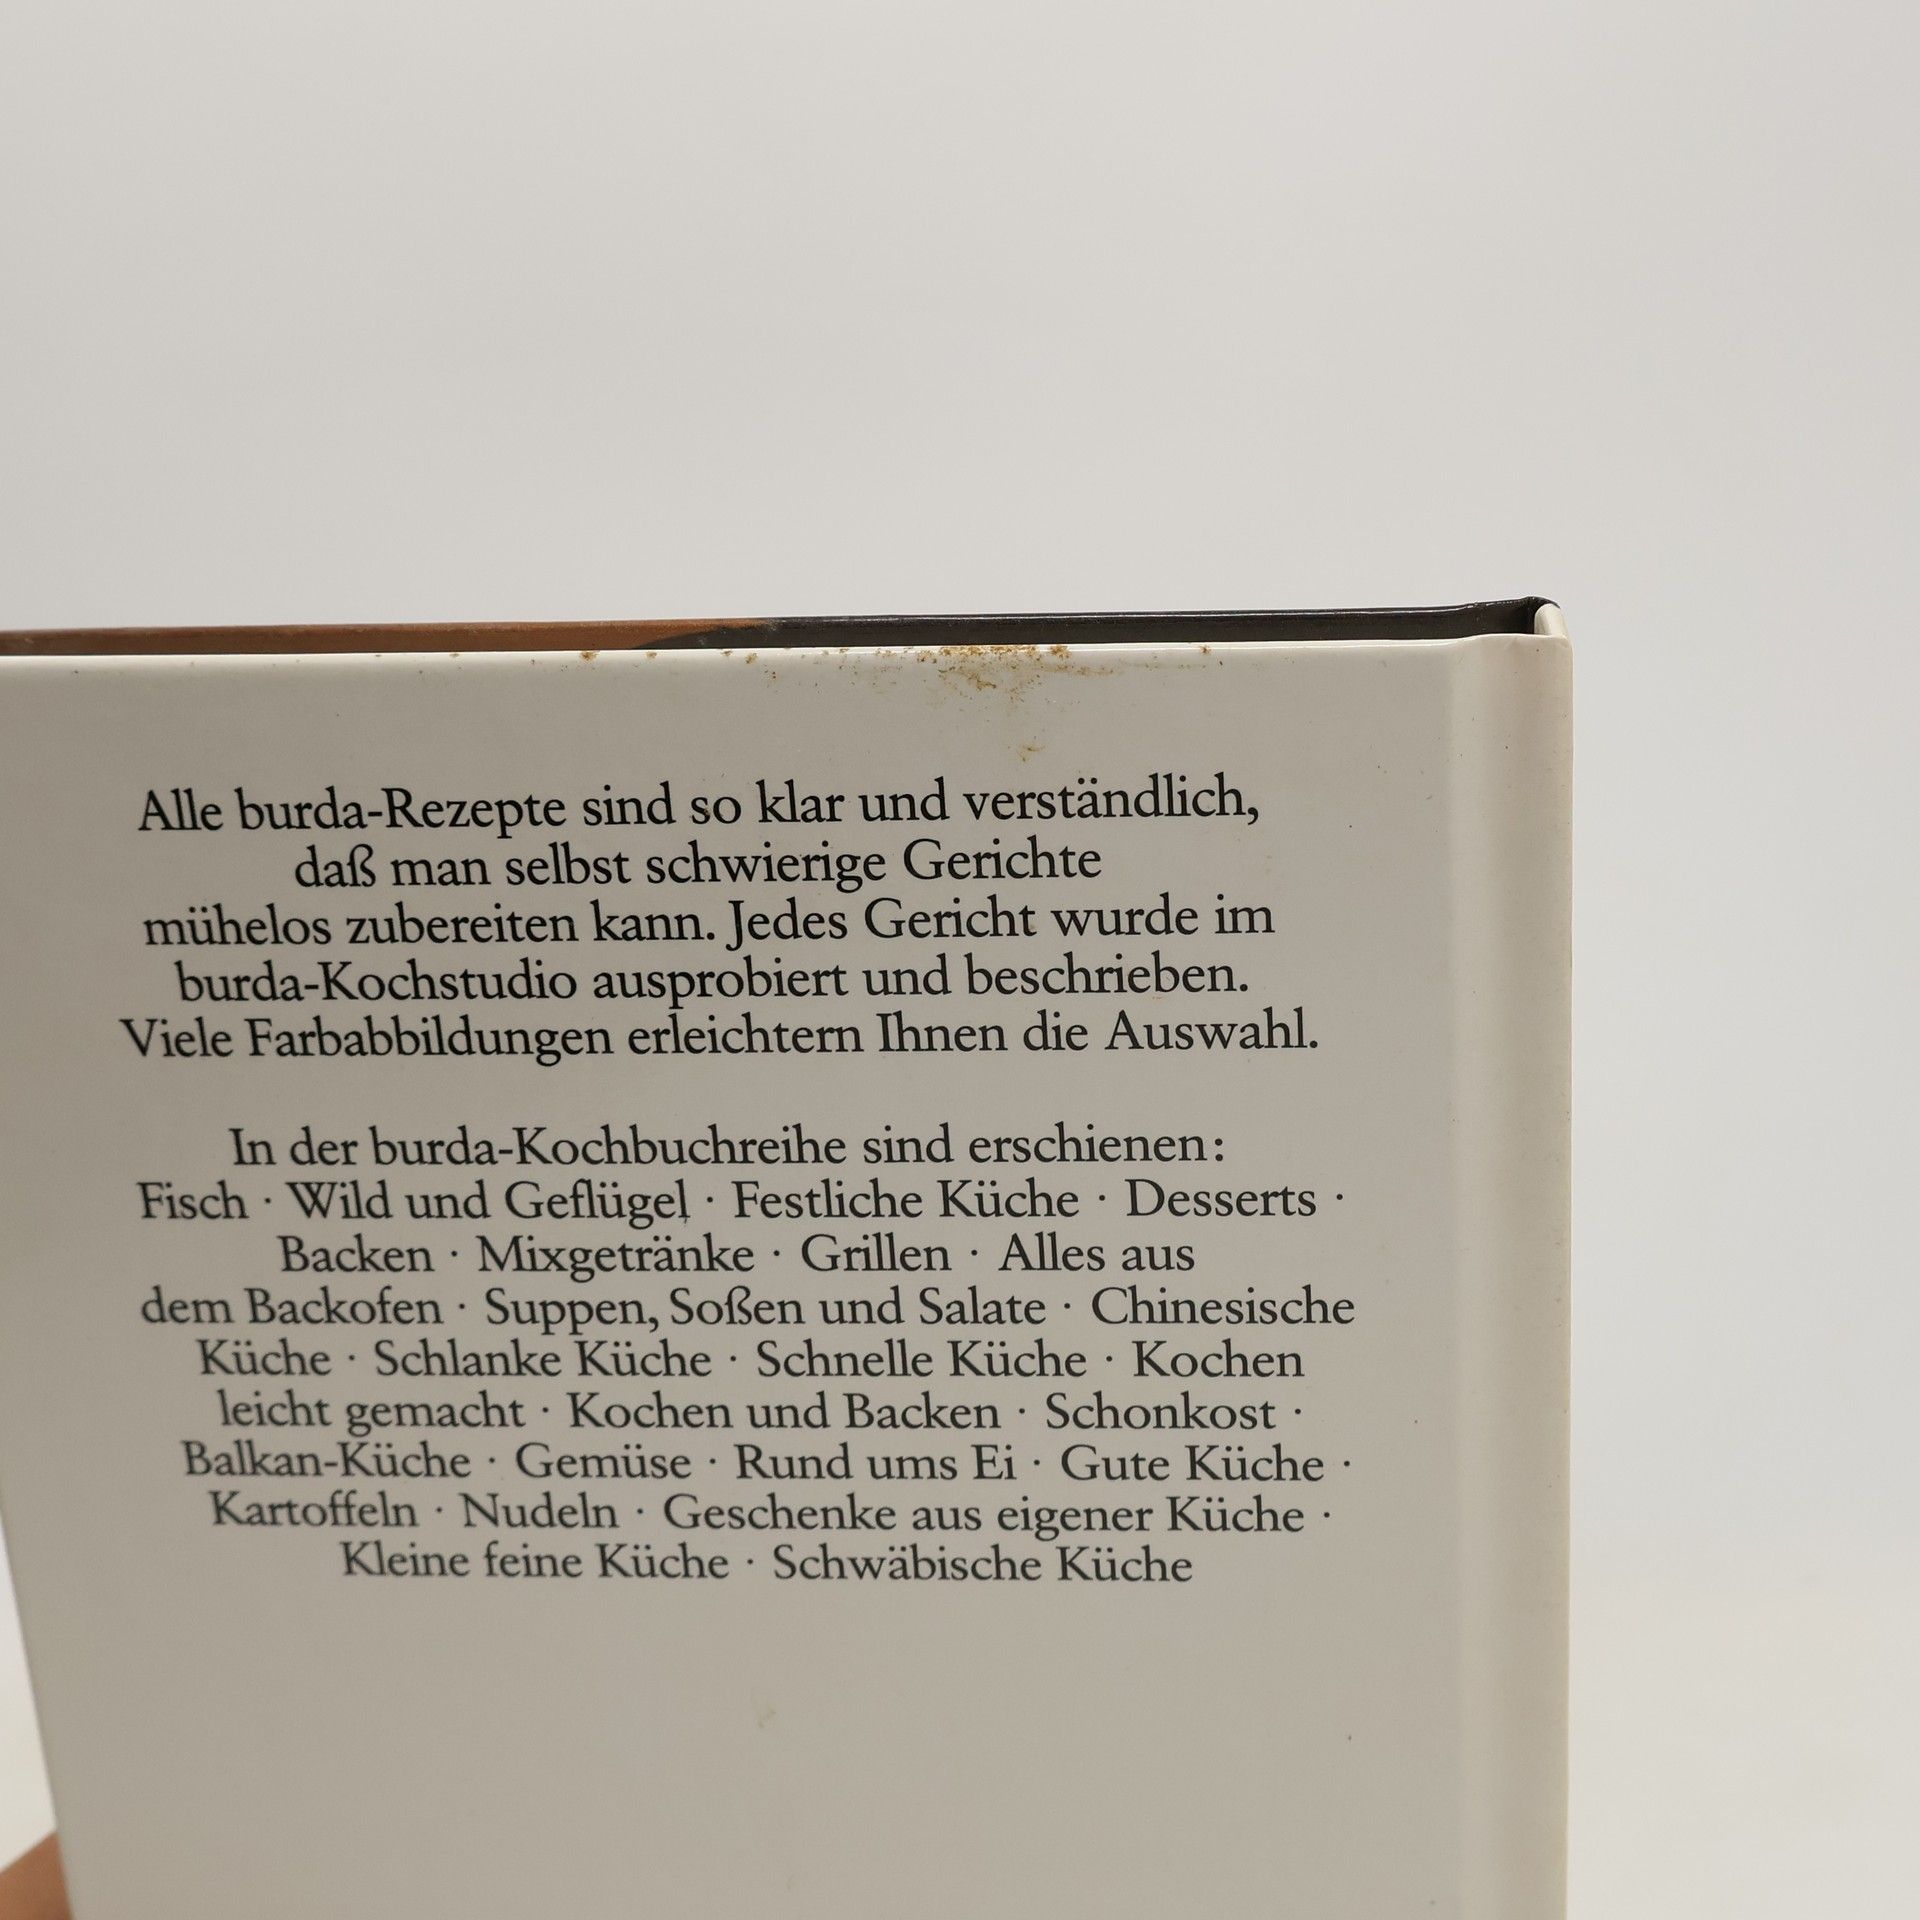 Alle burda-Rezepte sind so klar und verständlich,
daß man selbst schwierige Gerichte
mühelos zubereiten kann. Jedes Gericht wurde im
burda-Kochstudio ausprobiert und beschrieben.
Viele Farbabbildungen erleichtern Ihnen die Auswahl.
In der burda-Kochbuchreihe sind erschienen:
Fisch · Wild und Geflügel · Festliche Küche · Desserts ·
Backen · Mixgetränke · Grillen · Alles aus
dem Backofen · Suppen, Soßen und Salate · Chinesische
Küche · Schlanke Küche · Schnelle Küche · Kochen
leicht gemacht · Kochen und Backen · Schonkost ·
Balkan-Küche · Gemüse · Rund ums Ei · Gute Küche ·
Kartoffeln · Nudeln · Geschenke aus eigener Küche ·
Kleine feine Küche · Schwäbische Küche